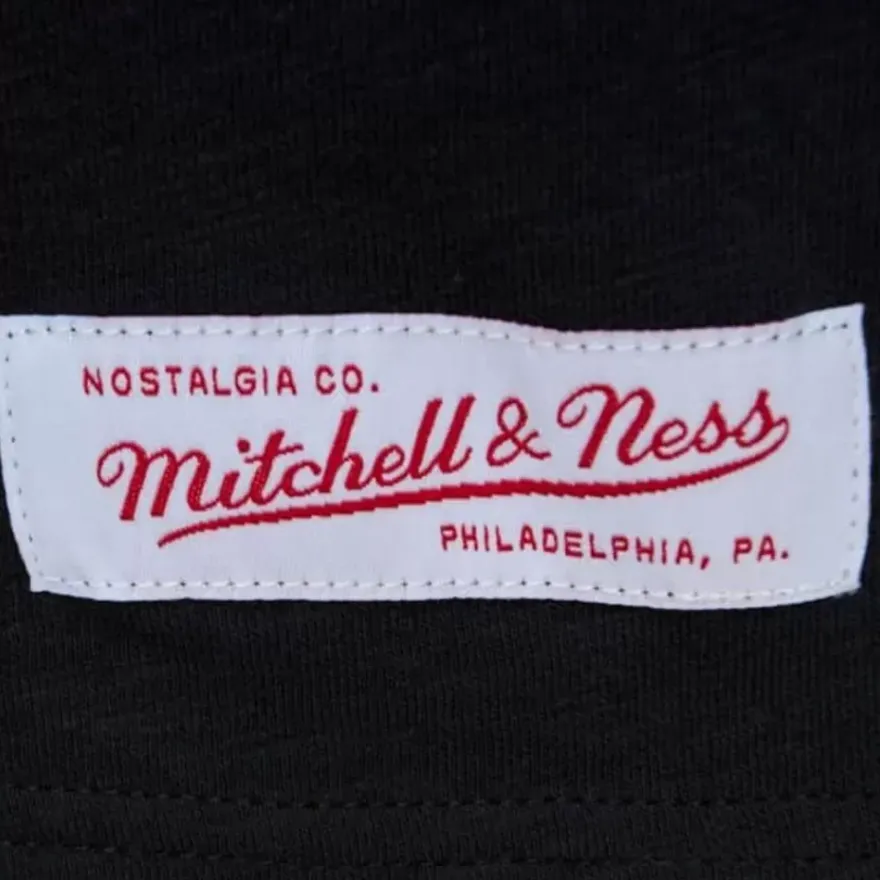 NOSTALGIA CO.
Mitchell & Ness
PHILADELPHIA, PA.